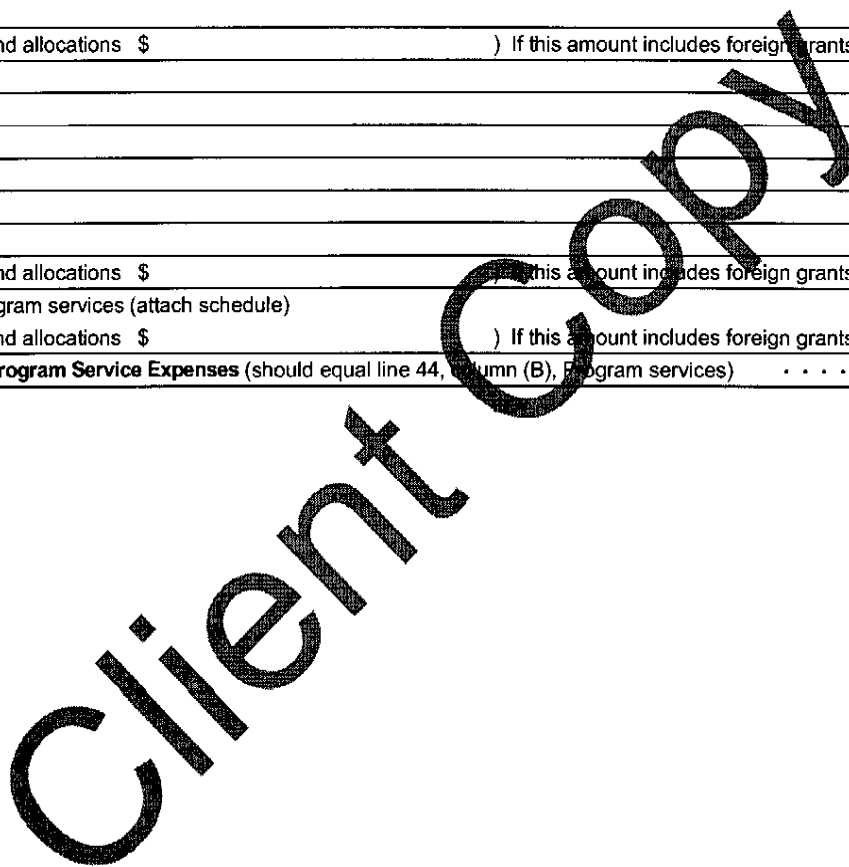 nd allocations $ ) If this amount includes foreign grants
nd allocations $ ) If this amount includes foreign grants
gram services (attach schedule)
nd allocations $ ) If this amount includes foreign grants
rogram Service Expenses (should equal line 44, column (B), Program services) . . . .
Client Copy